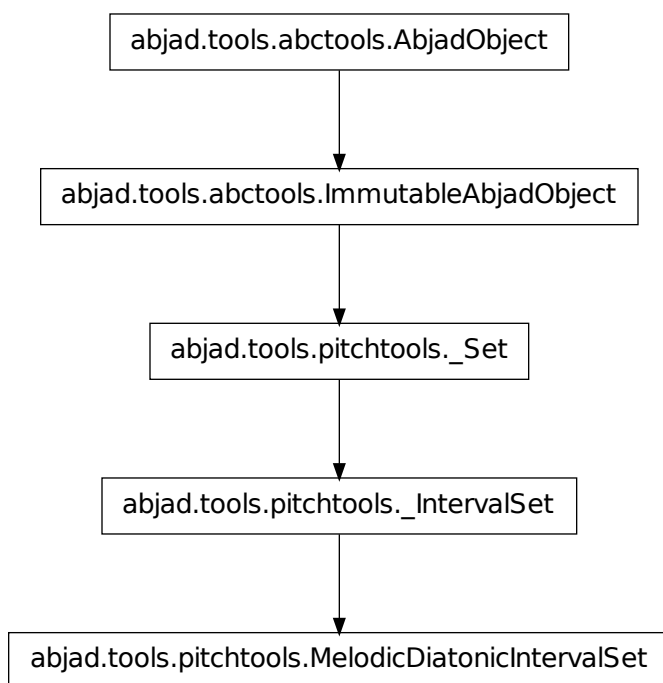 abjad.tools.abctools.AbjadObject
abjad.tools.abctools.ImmutableAbjadObject
abjad.tools.pitchtools._Set
abjad.tools.pitchtools._IntervalSet
abjad.tools.pitchtools.MelodicDiatonicIntervalSet